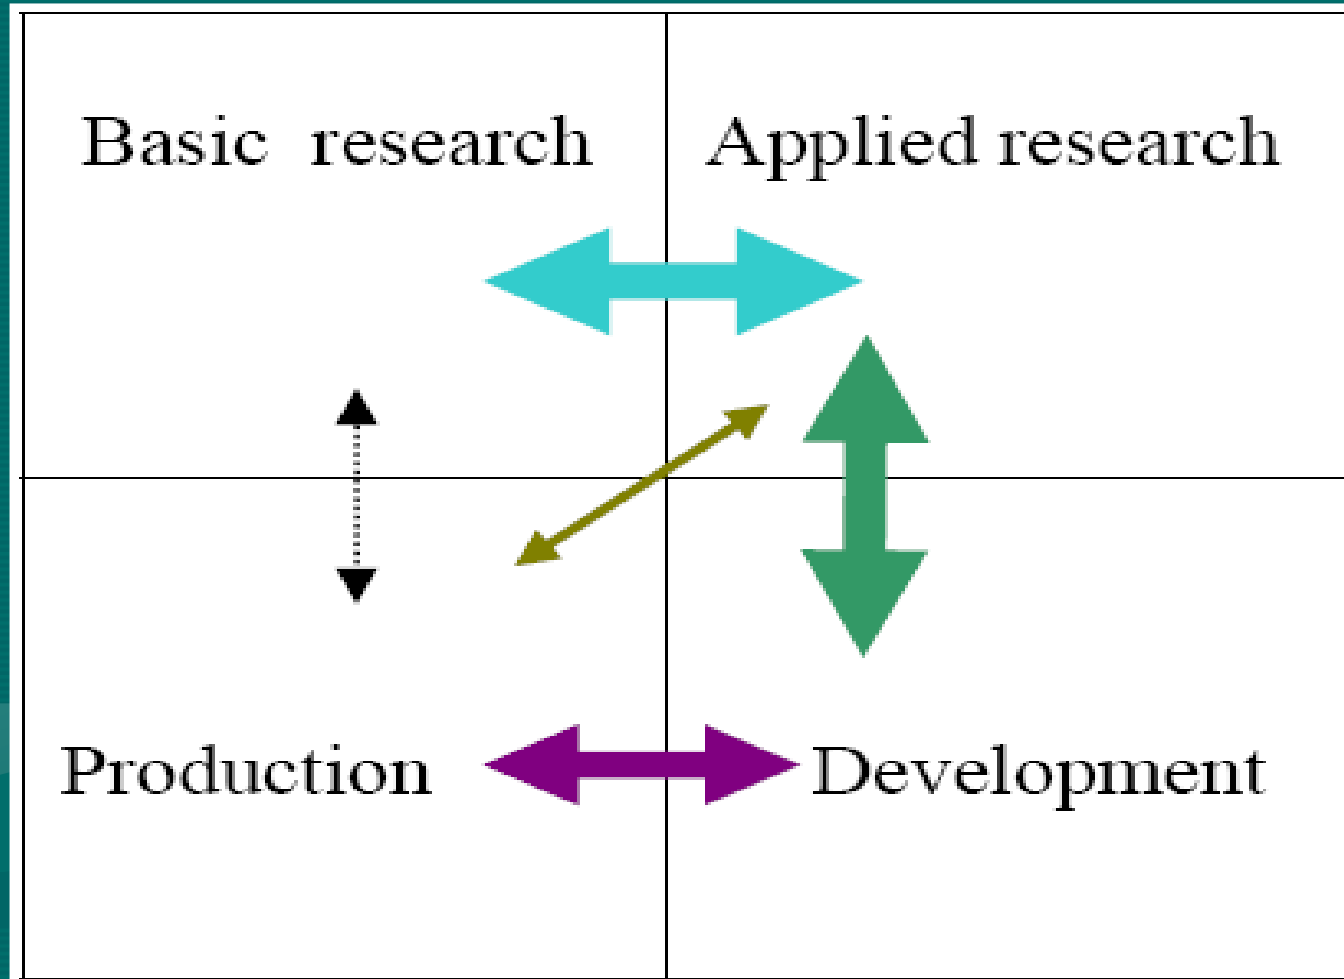 Basic research
Applied research
Production
Development